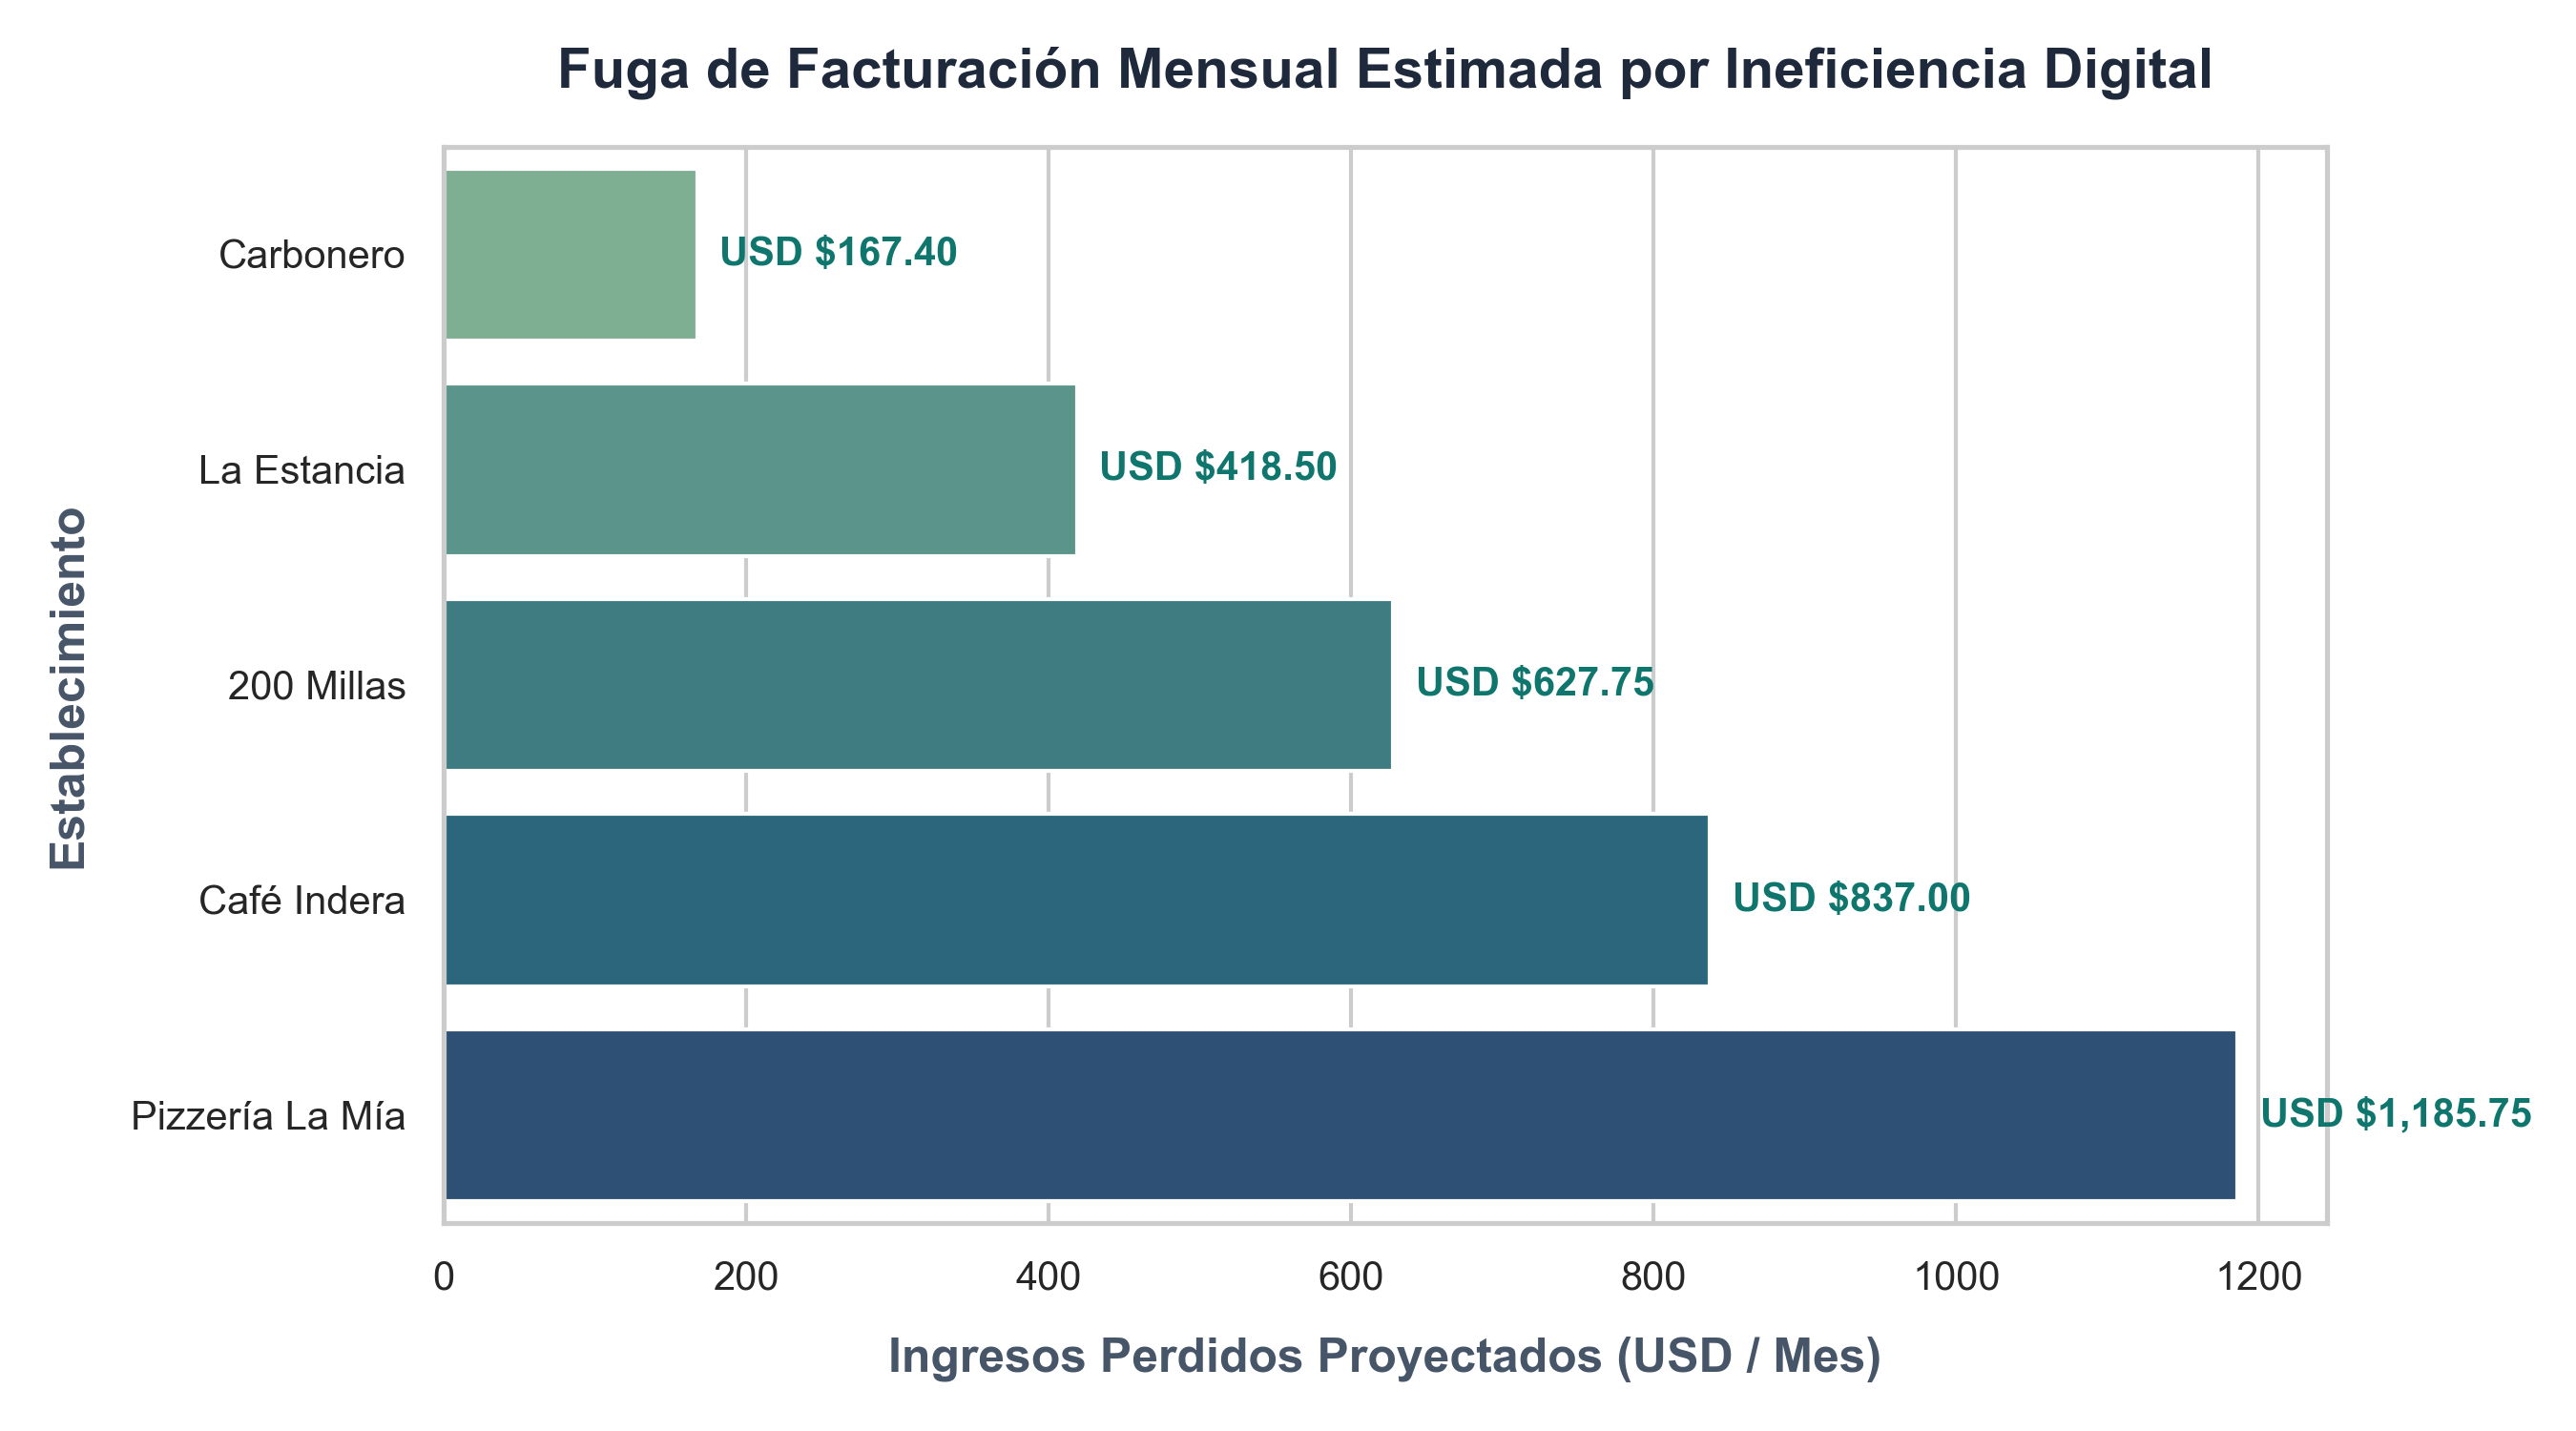 Fuga de Facturación Mensual Estimada por Ineficiencia Digital
Establecimiento
Carbonero
USD $167.40
La Estancia
USD $418.50
200 Millas
USD $627.75
Café Indera
USD $837.00
Pizzería La Mía
USD $1,185.75
0 200 400 600 800 1000 1200
Ingresos Perdidos Proyectados (USD / Mes)